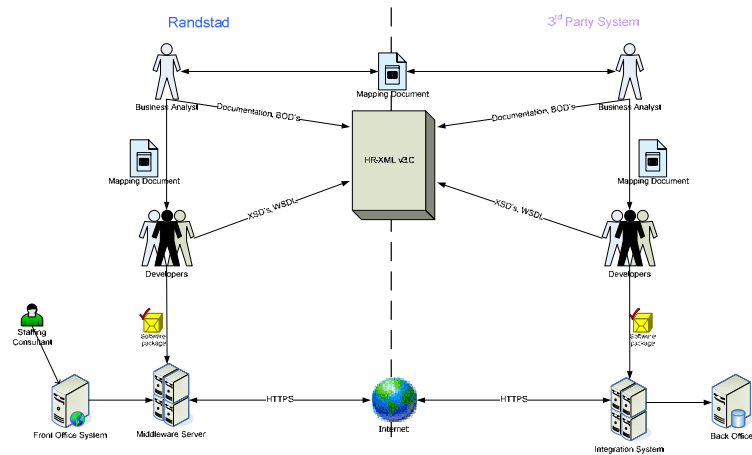 Randstad
3rd Party System
Mapping Document
Business Analyst
Business Analyst
Documentation, BOD's
Documentation, BOD's
HR-XML v3.0
Mapping Document
Mapping Document
XSD's, WSDL
XSD's, WSDL
Developers
Developers
Staffing
Consultant
Software
package
Software
package
HTTPS
HTTPS
Front Office System
Middleware Server
Internet
Integration System
Back Office